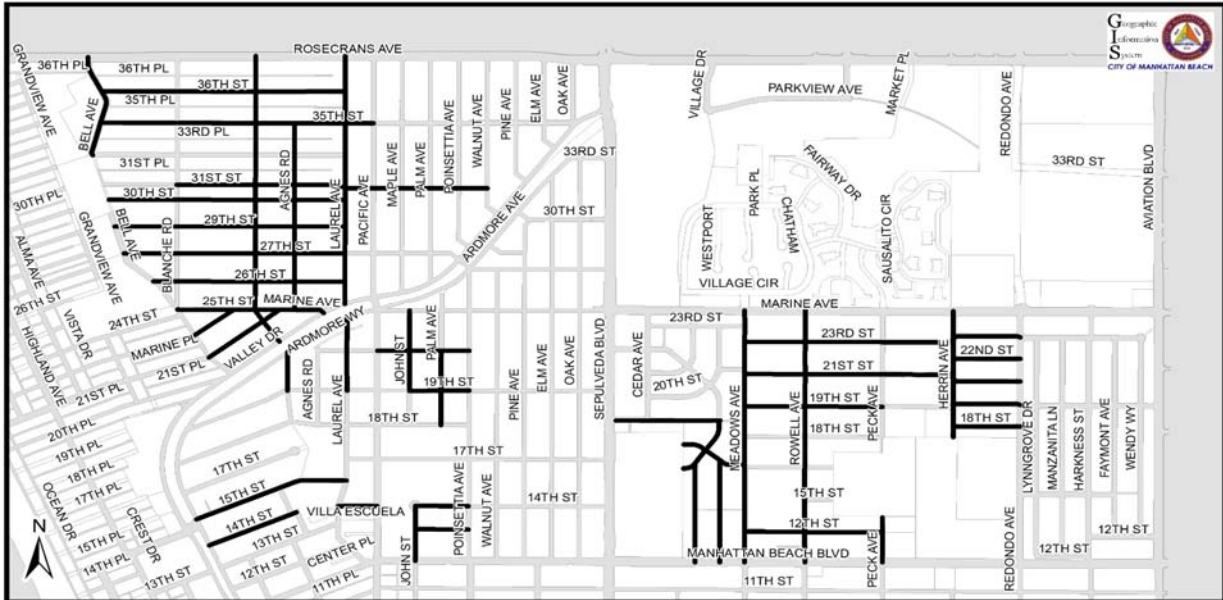 Geographic
Information
System
CITY OF MANHATTAN BEACH
ROSECRANS AVE
GRANDVIEW AVE
36TH PL
36TH PL
36TH ST
35TH PL
35TH ST
33RD PL
BELL AVE
31ST PL
31ST ST
30TH ST
30TH PL
29TH ST
27TH ST
26TH ST
25TH ST
MARINE AVE
AGNES RD
LAUREL AVE
PACIFIC AVE
MAPLE AVE
PALM AVE
POINSETTIA AVE
WALNUT AVE
PINE AVE
ELM AVE
OAK AVE
33RD ST
30TH ST
ARDMORE AVE
VILLAGE DR
PARKVIEW AVE
MARKET PL
REDONDO AVE
33RD ST
AVIATION BLVD
FAIRWAY DR
PARK PL
CHATHAM
WESTPORT
SAUSALITO CIR
VILLAGE CIR
MARINE AVE
ALMA AVE
GRANDVIEW AVE
BELL AVE
BLANCHE RD
26TH ST
24TH ST
VISTA DR
HIGHLAND AVE
MARINE PL
21ST PL
21ST PL
VALLEY DR
ARDMORE WY
JOHN ST
PALM AVE
19TH ST
18TH ST
AGNES RD
LAUREL AVE
PINE AVE
ELM AVE
OAK AVE
SEPULVEDA BLVD
CEDAR AVE
23RD ST
23RD ST
22ND ST
21ST ST
20TH ST
19TH ST
18TH ST
18TH ST
MEADOWS AVE
ROWELL AVE
PECK AVE
HERRIN AVE
LYNNGROVE DR
MANZANITA LN
HARKNESS ST
FAYMONT AVE
WENDY WY
20TH PL
19TH PL
18TH PL
17TH PL
17TH ST
17TH ST
15TH ST
15TH ST
14TH ST
14TH ST
13TH ST
12TH ST
VILLA ESCUELA
CENTER PL
11TH PL
OCEAN DR
CREST DR
15TH PL
14TH PL
13TH ST
JOHN ST
POINSETTIA AVE
WALNUT AVE
12TH ST
MANHATTAN BEACH BLVD
11TH ST
PECK AVE
REDONDO AVE
12TH ST
12TH ST
N